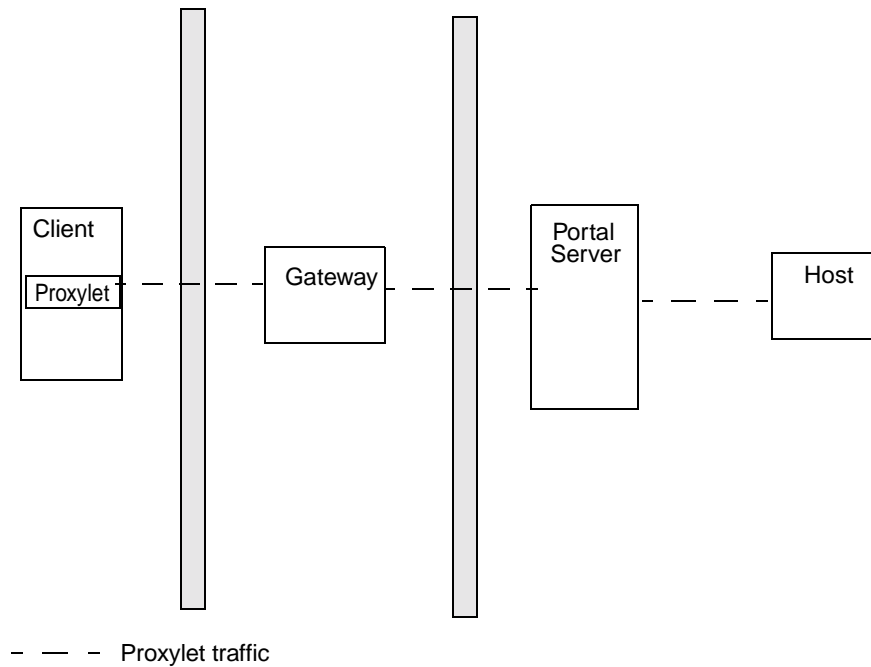 Client
Proxylet
Gateway
Portal
Server
Host
Proxylet traffic